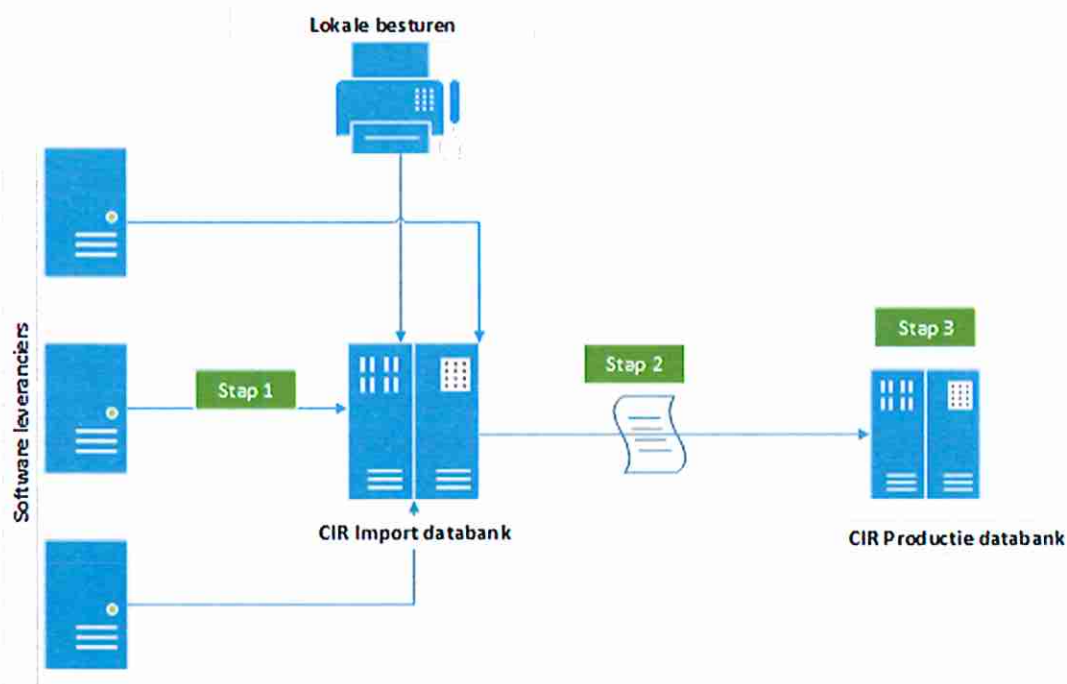 Lokale besturen
Software leveranciers
Stap 1
Stap 2
Stap 3
CIR Import databank
CIR Productie databank